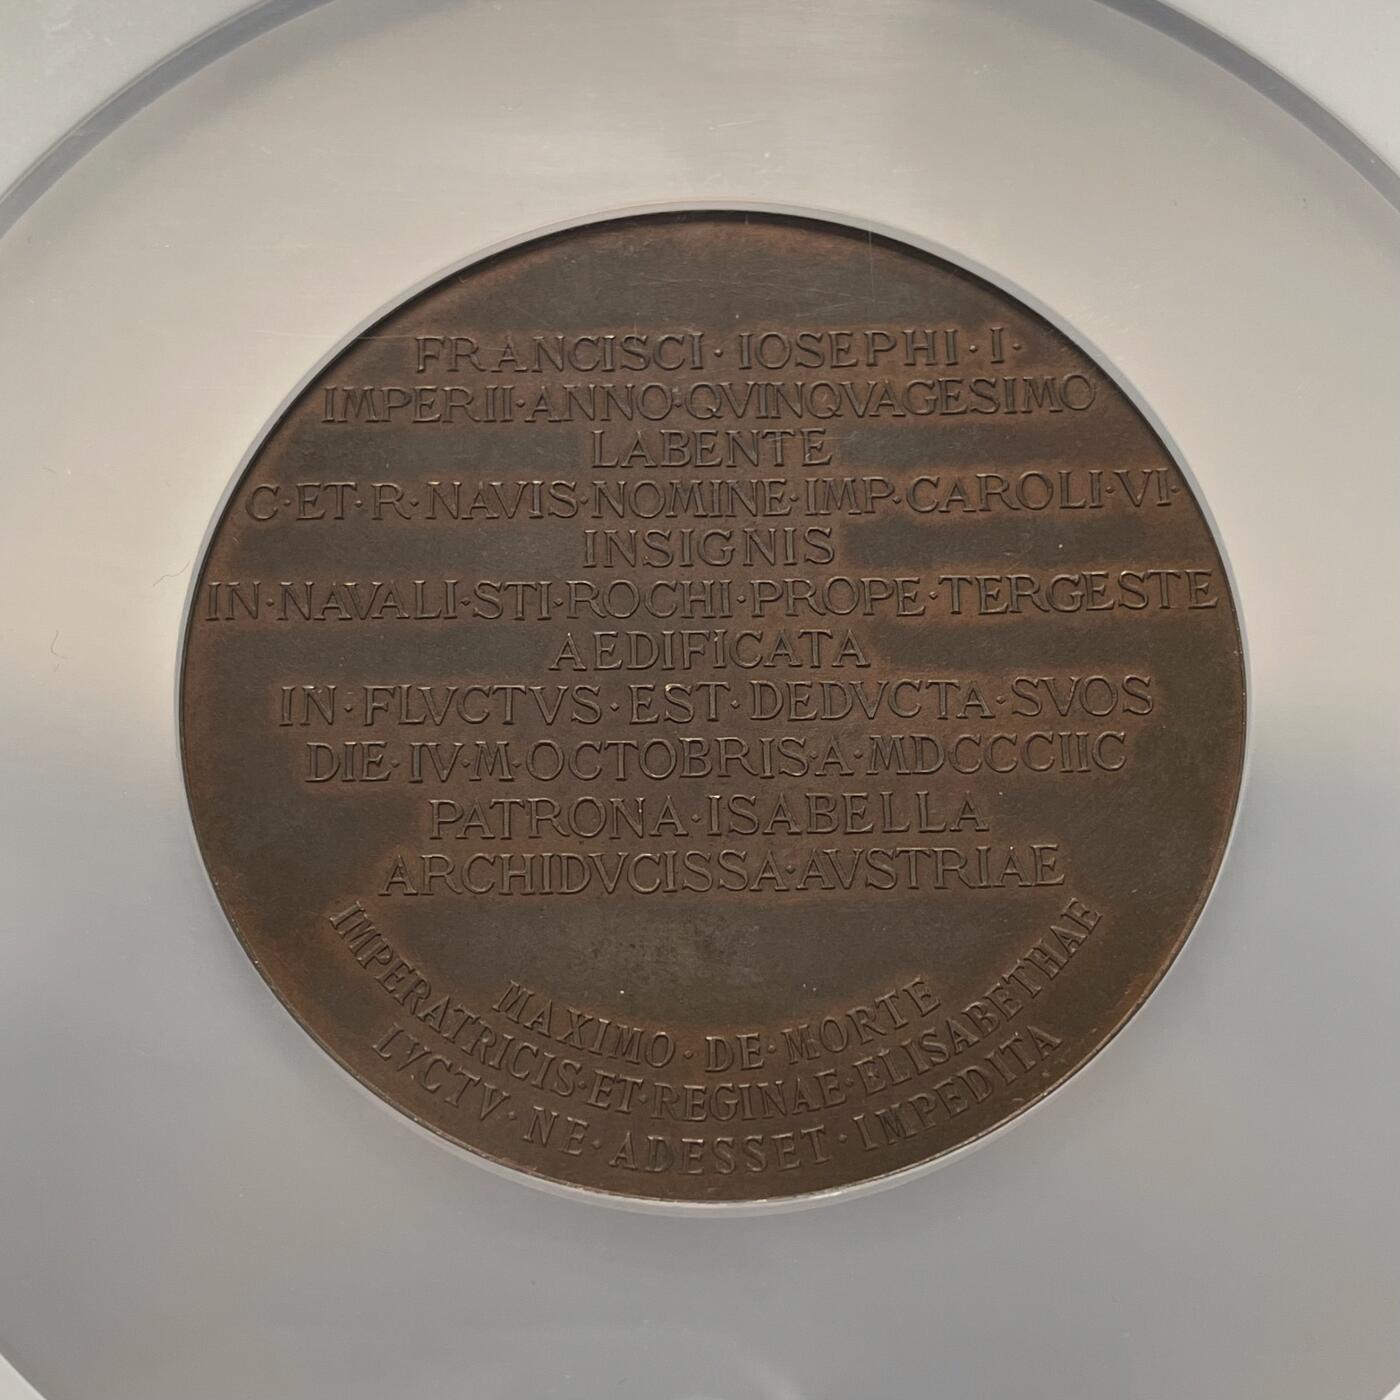 FRANCISCI · IOSEPHI · I ·
IMPERII · ANNO · QVINQVAGESIMO
LABENTE
C · ET · R · NAVIS · NOMINE · IMP · CAROLI · VI ·
INSIGNIS
IN · NAVALI · STI · ROCHI · PROPE · TERGESTE
AEDIFICATA
IN · FLVCTVS · EST · DEDVCTA · SVOS
DIE · IV · M · OCTOBRIS · A · MDCCCIIC
PATRONA · ISABELLA
ARCHIDVCISSA · AVSTRIAE
MAXIMO · DE · MORTE
IMPERATRICIS · ET · REGINAE · ELISABETHAE
LVCTV · NE · ADESSET · IMPEDITA